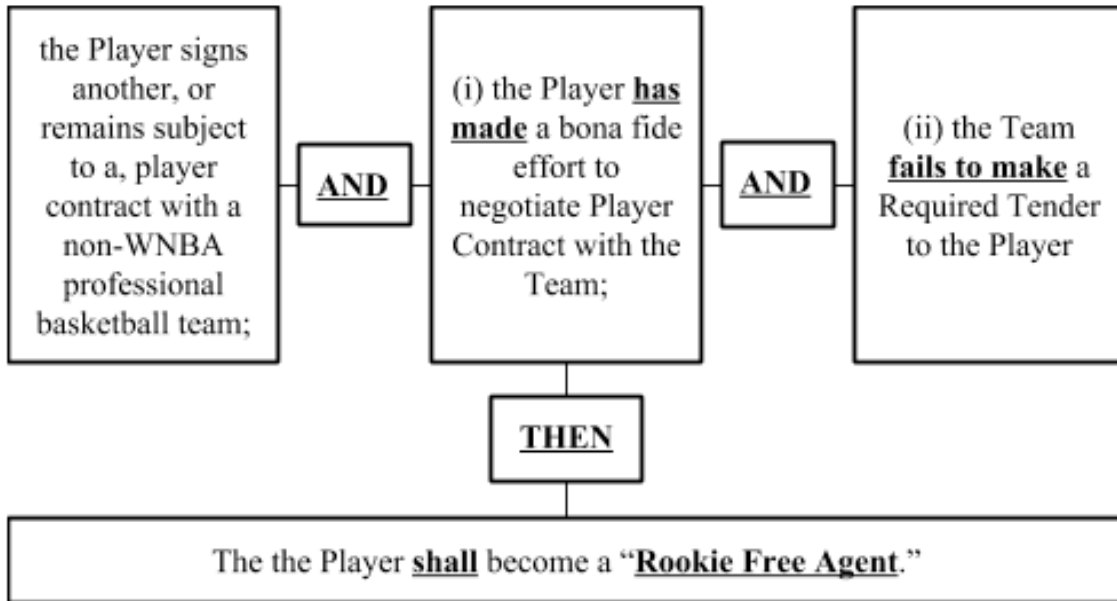 the Player signs
another, or
remains subject
to a, player
contract with a
non-WNBA
professional
basketball team;
AND
(i) the Player has
made a bona fide
effort to
negotiate Player
Contract with the
Team;
AND
(ii) the Team
fails to make a
Required Tender
to the Player
THEN
The the Player shall become a “Rookie Free Agent.”